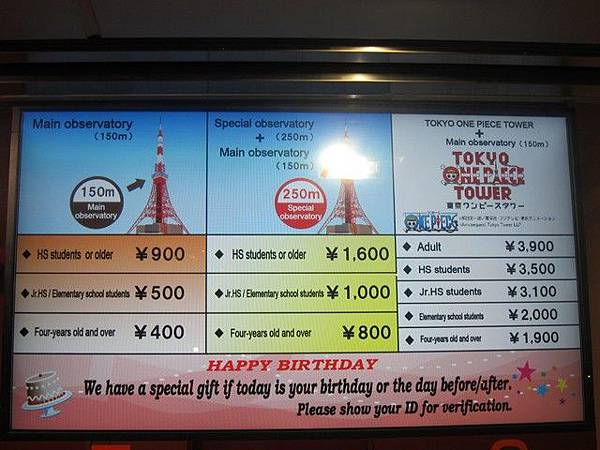 Main observatory
(150m)
150m
Main
observatory
◆ HS students or older ¥900
◆ Jr.HS / Elementary school students ¥500
◆ Four-years old and over ¥400
Special observatory
+ (250m)
Main observatory
(150m)
250m
Special
observatory
◆ HS students or older ¥1,600
◆ Jr.HS / Elementary school students ¥1,000
◆ Four-years old and over ¥800
TOKYO ONE PIECE TOWER
+
Main observatory (150m)
TOKYO
ONE PIECE
TOWER
東京ワンピースタワー
ONE PIECE
◆ Adult ¥3,900
◆ HS students ¥3,500
◆ Jr.HS students ¥3,100
◆ Elementary school students ¥2,000
◆ Four-years old and over ¥1,900
HAPPY BIRTHDAY
We have a special gift if today is your birthday or the day before/after.
Please show your ID for verification.